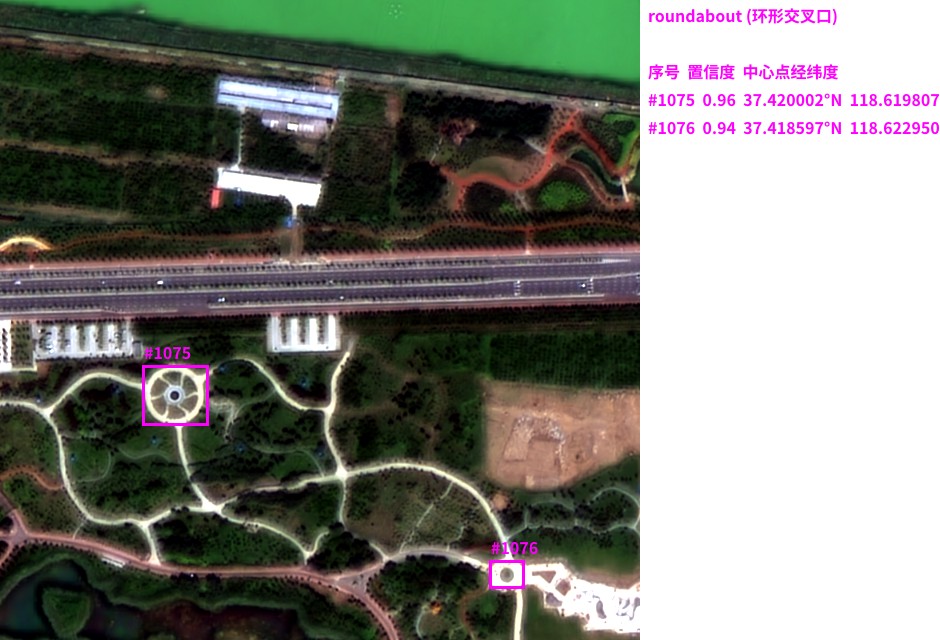 roundabout (环形交叉口)
序号 置信度 中心点经纬度
#1075 0.96 37.420002°N 118.619807
#1076 0.94 37.418597°N 118.622950
#1075
#1076